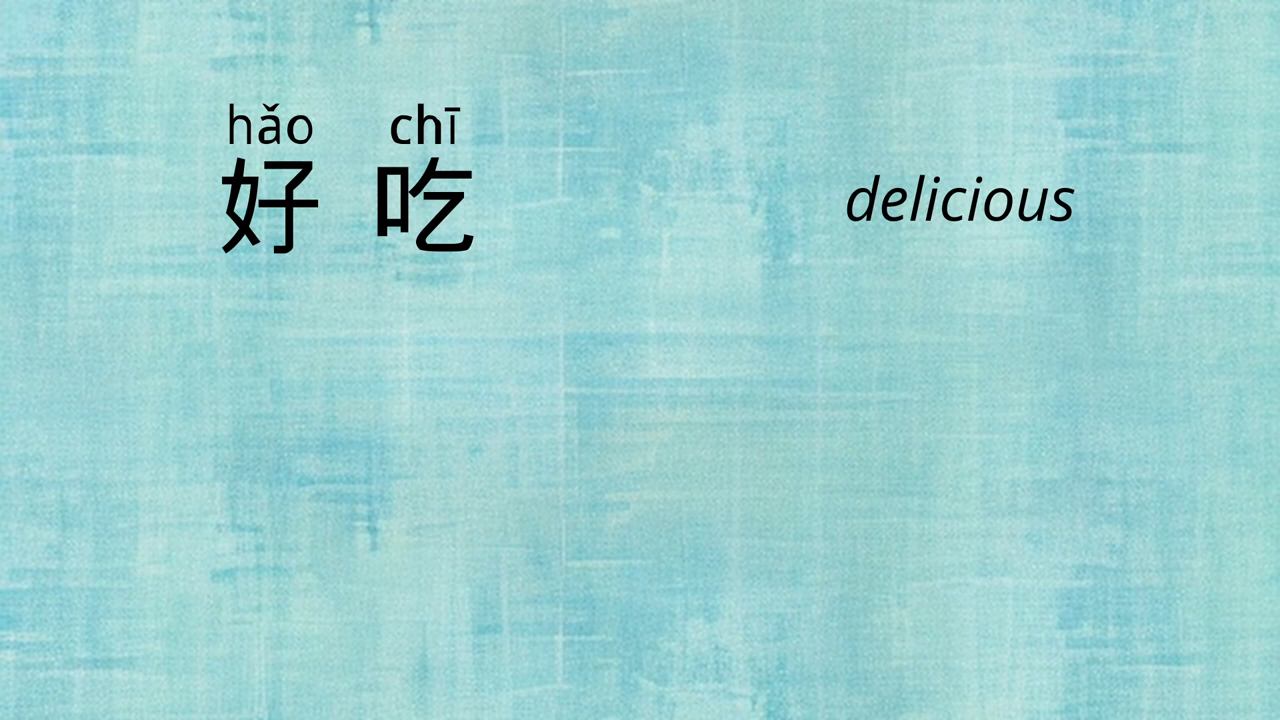 hǎo chī
好 吃
delicious